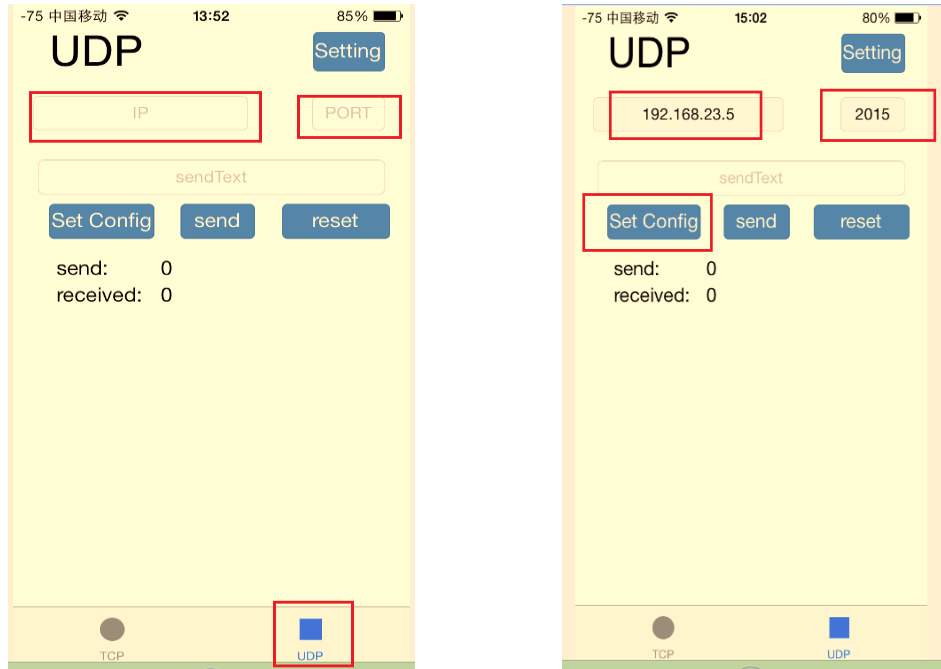 -75 中国移动 13:52 85%
UDP
Setting
IP
PORT
sendText
Set Config
send
reset
send: 0
received: 0
TCP
UDP
-75 中国移动 15:02 80%
UDP
Setting
192.168.23.5
2015
sendText
Set Config
send
reset
send: 0
received: 0
TCP
UDP